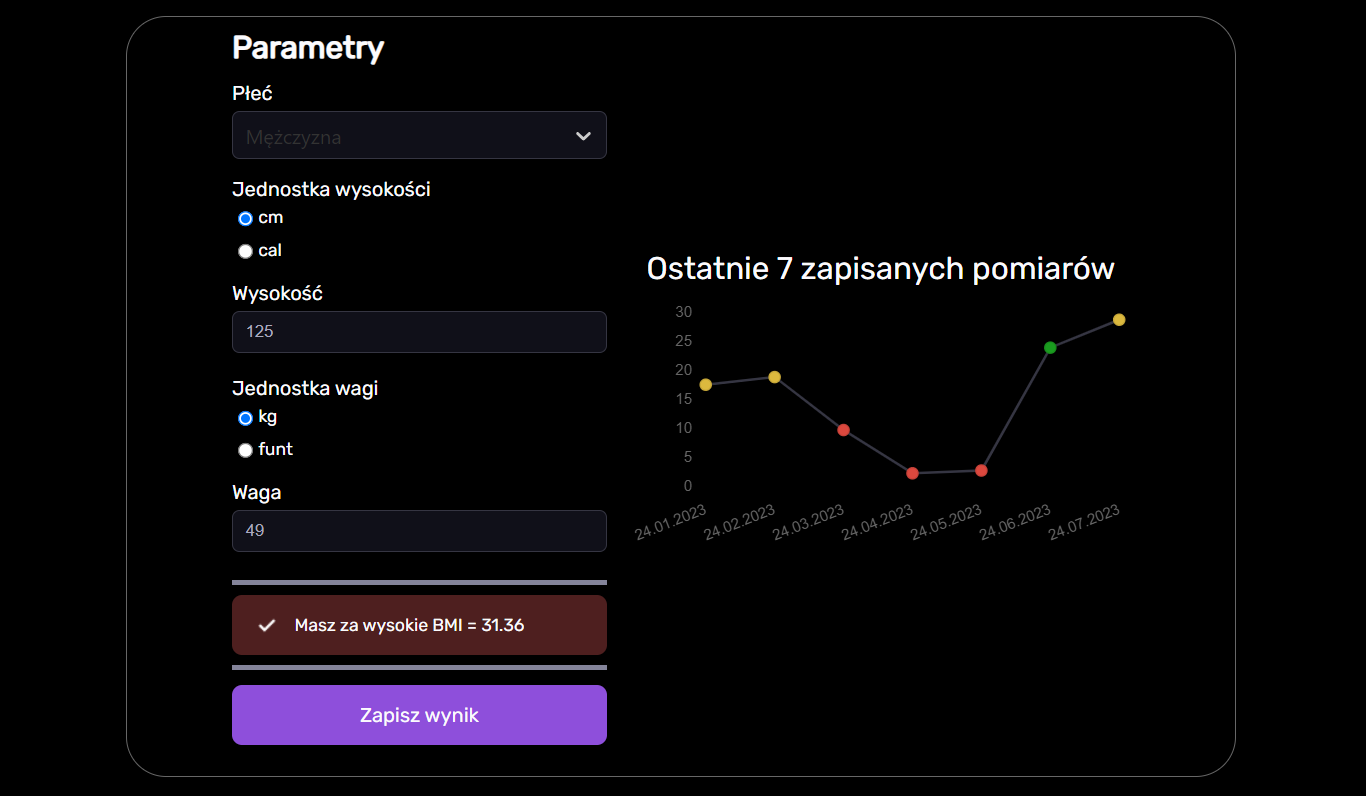 Parametry
Płeć
Mężczyzna
Jednostka wysokości
cm
cal
Wysokość
125
Jednostka wagi
kg
funt
Waga
49
Masz za wysokie BMI = 31.36
Zapisz wynik
Ostatnie 7 zapisanych pomiarów
30
25
20
15
10
5
0
24.01.2023
24.02.2023
24.03.2023
24.04.2023
24.05.2023
24.06.2023
24.07.2023